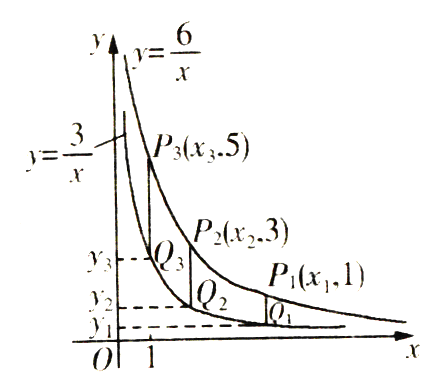 y
y=6/x
y=3/x
P₃(x₃.5)
P₂(x₂.3)
P₁(x₁,1)
y₃
Q₃
y₂
Q₂
y₁
Q₁
O
1
x